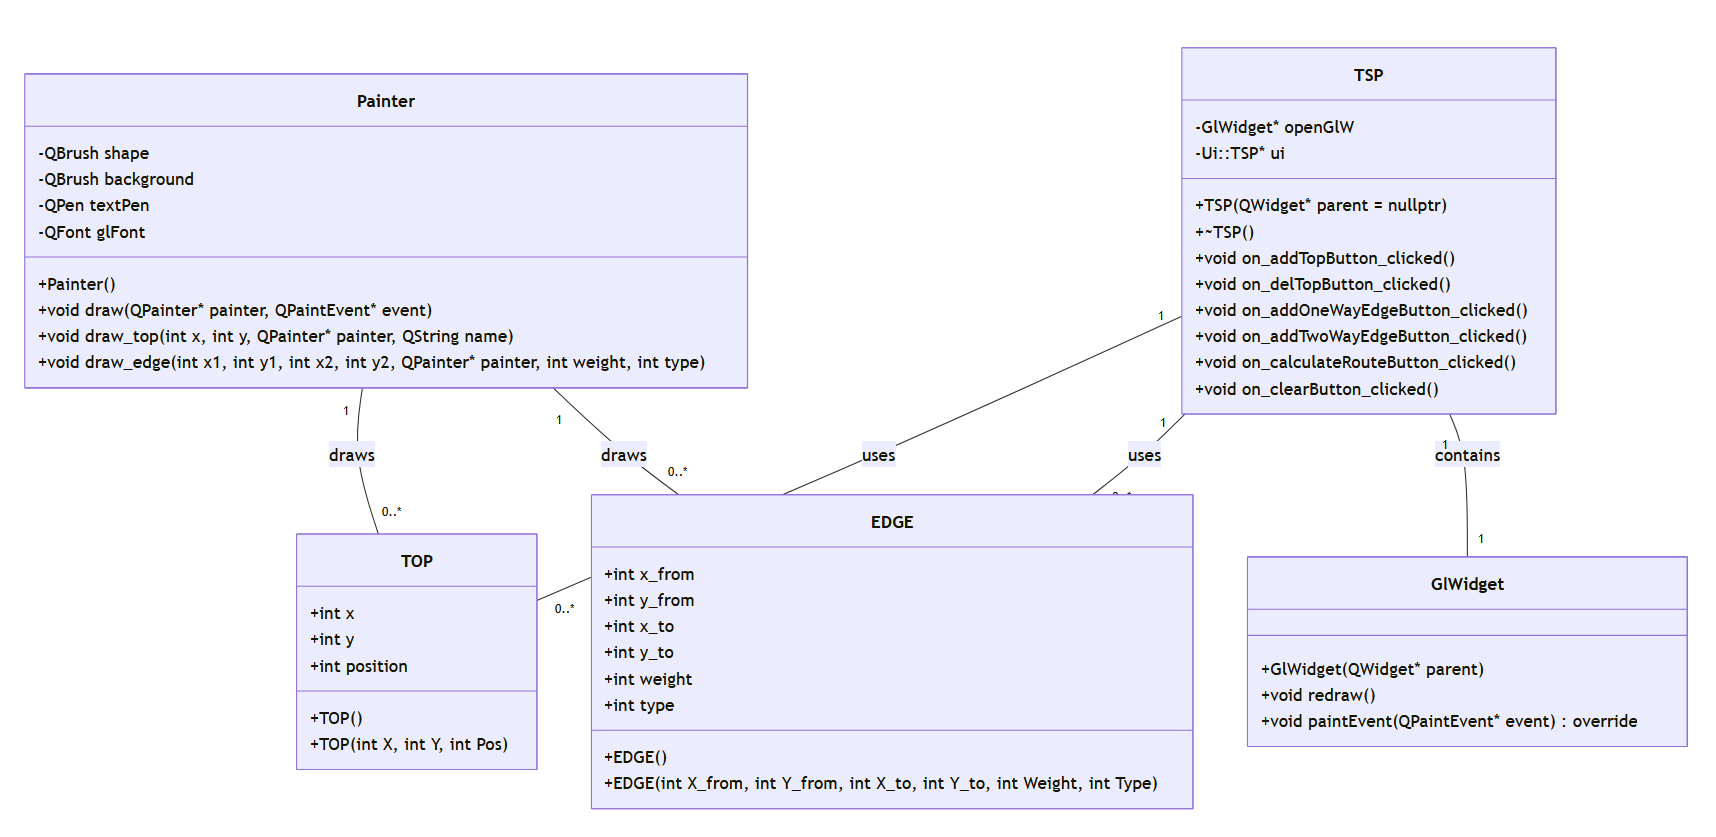 Painter
-QBrush shape
-QBrush background
-QPen textPen
-QFont glFont
+Painter()
+void draw(QPainter* painter, QPaintEvent* event)
+void draw_top(int x, int y, QPainter* painter, QString name)
+void draw_edge(int x1, int y1, int x2, int y2, QPainter* painter, int weight, int type)
TSP
-GlWidget* openGlW
-Ui::TSP* ui
+TSP(QWidget* parent = nullptr)
+~TSP()
+void on_addTopButton_clicked()
+void on_delTopButton_clicked()
+void on_addOneWayEdgeButton_clicked()
+void on_addTwoWayEdgeButton_clicked()
+void on_calculateRouteButton_clicked()
+void on_clearButton_clicked()
1
1
1
1
1
draws
draws
uses
uses
contains
0..*
0..*
0..*
1
TOP
+int x
+int y
+int position
+TOP()
+TOP(int X, int Y, int Pos)
0..*
EDGE
+int x_from
+int y_from
+int x_to
+int y_to
+int weight
+int type
+EDGE()
+EDGE(int X_from, int Y_from, int X_to, int Y_to, int Weight, int Type)
GlWidget
+GlWidget(QWidget* parent)
+void redraw()
+void paintEvent(QPaintEvent* event) : override